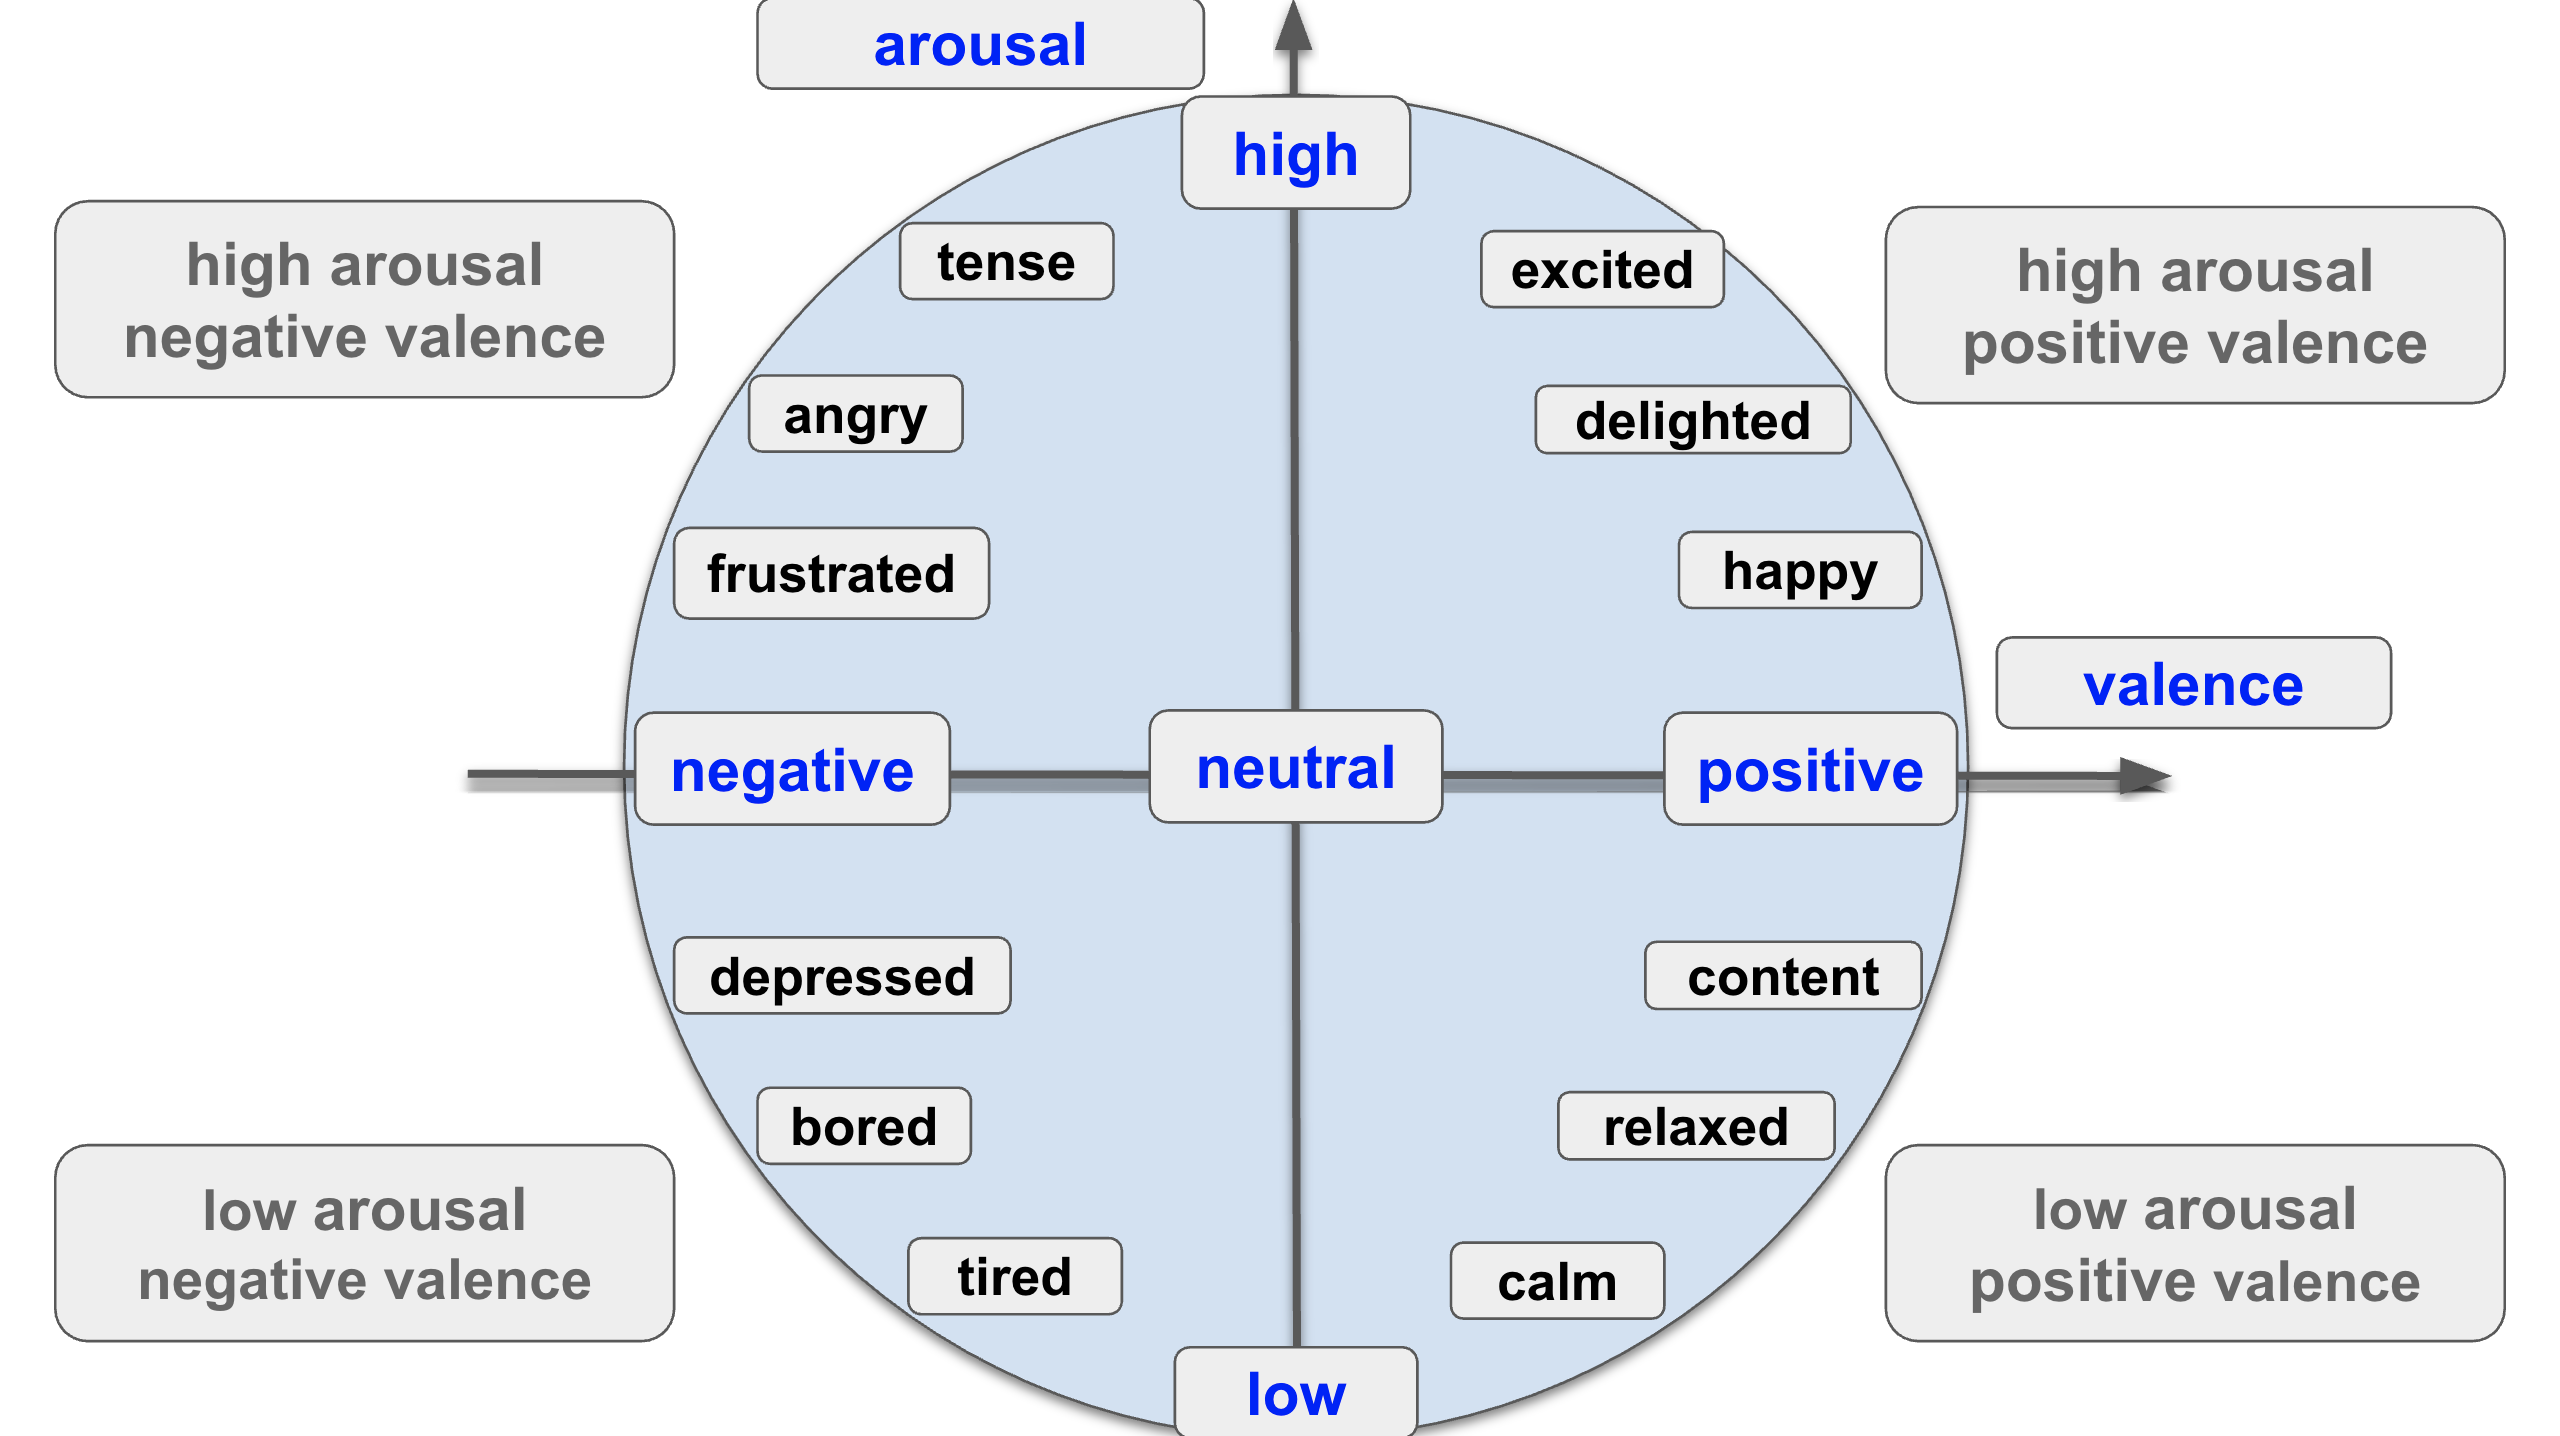 arousal
high
high arousal
negative valence
tense
excited
high arousal
positive valence
angry
delighted
frustrated
happy
valence
negative
neutral
positive
depressed
content
bored
relaxed
low arousal
negative valence
tired
calm
low arousal
positive valence
low